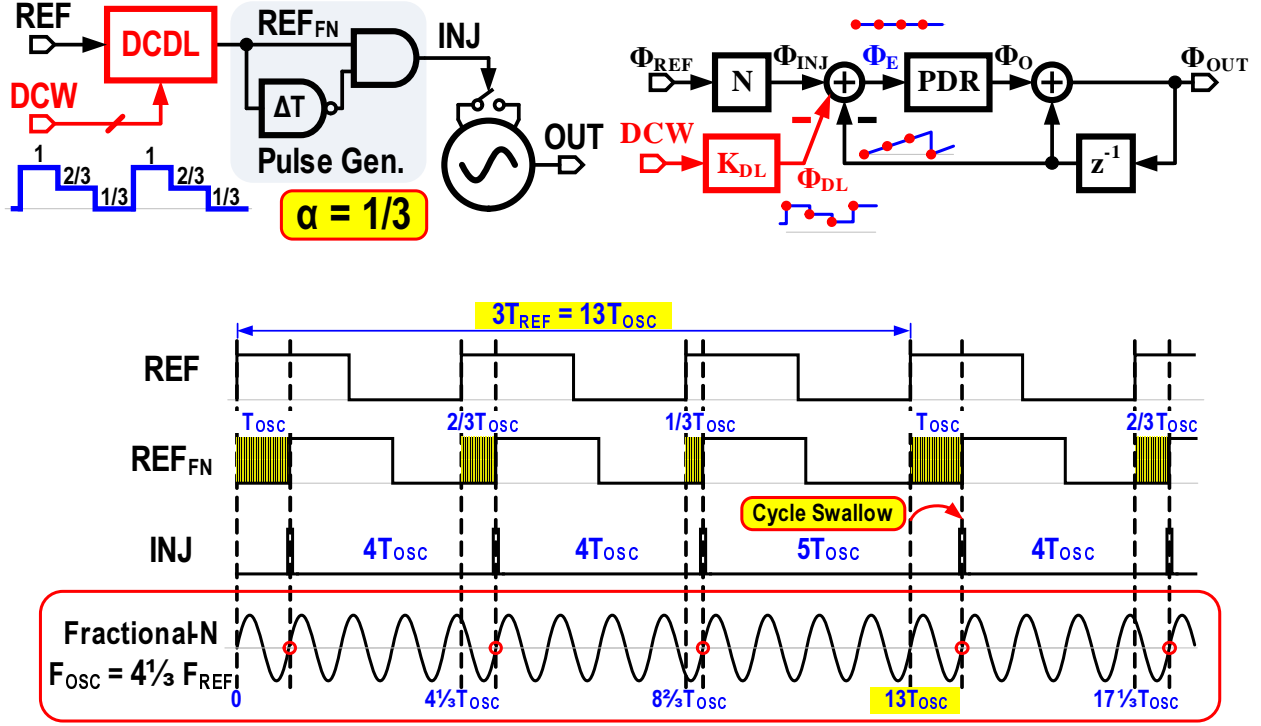 REF
DCDL
REF_FN
INJ
DCW
ΔT
OUT
Pulse Gen.
1 2/3 1/3 1 2/3 1/3
α = 1/3
Φ_REF N Φ_INJ + Φ_E PDR Φ_O + Φ_OUT
DCW K_DL Φ_DL − −
z⁻¹
3T_REF = 13T_OSC
REF
T_OSC 2/3T_OSC 1/3T_OSC T_OSC 2/3T_OSC
REF_FN
Cycle Swallow
INJ 4T_OSC 4T_OSC 5T_OSC 4T_OSC
Fractional-N
F_OSC = 4⅓ F_REF
0 4⅓T_OSC 8⅔T_OSC 13T_OSC 17⅓T_OSC